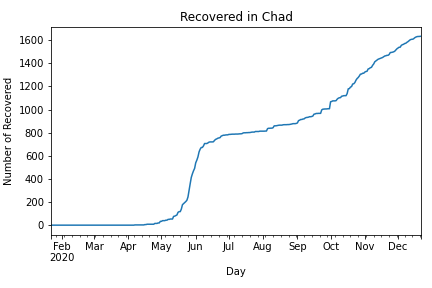 Recovered in Chad
Number of Recovered
1600
1400
1200
1000
800
600
400
200
0
Feb Mar Apr May Jun Jul Aug Sep Oct Nov Dec
2020
Day